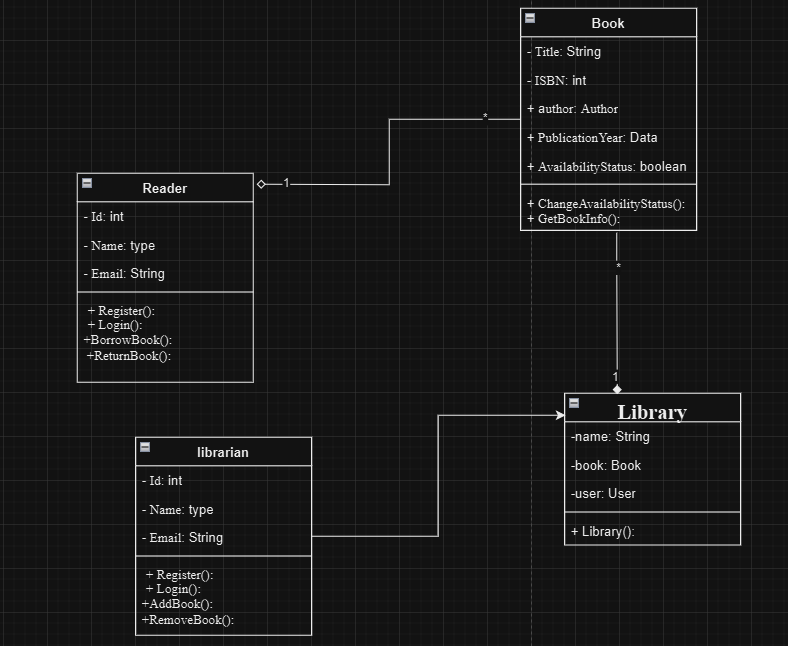 Book
- Title: String
- ISBN: int
+ author: Author
+ PublicationYear: Data
+ AvailabilityStatus: boolean
+ ChangeAvailabilityStatus():
+ GetBookInfo():
*
1
Reader
- Id: int
- Name: type
- Email: String
+ Register():
+ Login():
+BorrowBook():
+ReturnBook():
*
1
Library
-name: String
-book: Book
-user: User
+ Library():
librarian
- Id: int
- Name: type
- Email: String
+ Register():
+ Login():
+AddBook():
+RemoveBook():